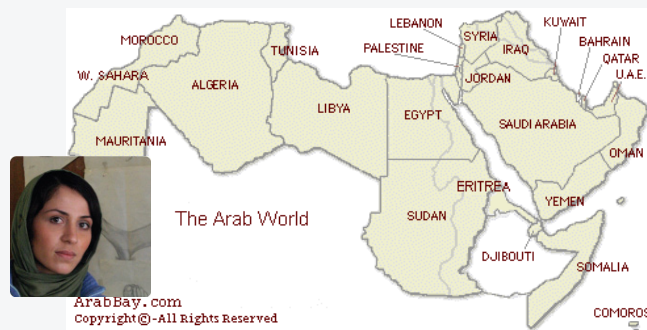 LEBANON
KUWAIT
MOROCCO
SYRIA
TUNISIA
PALESTINE
IRAQ
BAHRAIN
QATAR
W. SAHARA
JORDAN
U.A.E.
ALGERIA
LIBYA
EGYPT
SAUDI ARABIA
MAURITANIA
OMAN
ERITREA
The Arab World
SUDAN
YEMEN
DJIBOUTI
SOMALIA
ArabBay.com
COMOROS
Copyright©-All Rights Reserved